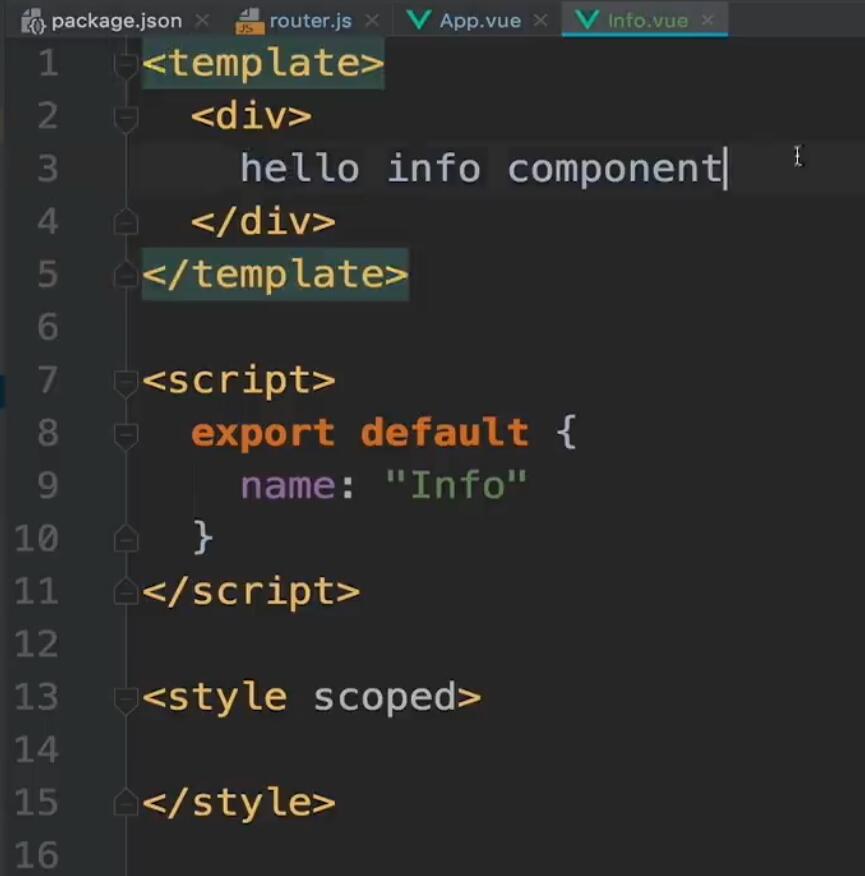 package.json router.js App.vue Info.vue
1 <template>
2 <div>
3 hello info component
4 </div>
5 </template>
6
7 <script>
8 export default {
9 name: "Info"
10 }
11 </script>
12
13 <style scoped>
14
15 </style>
16